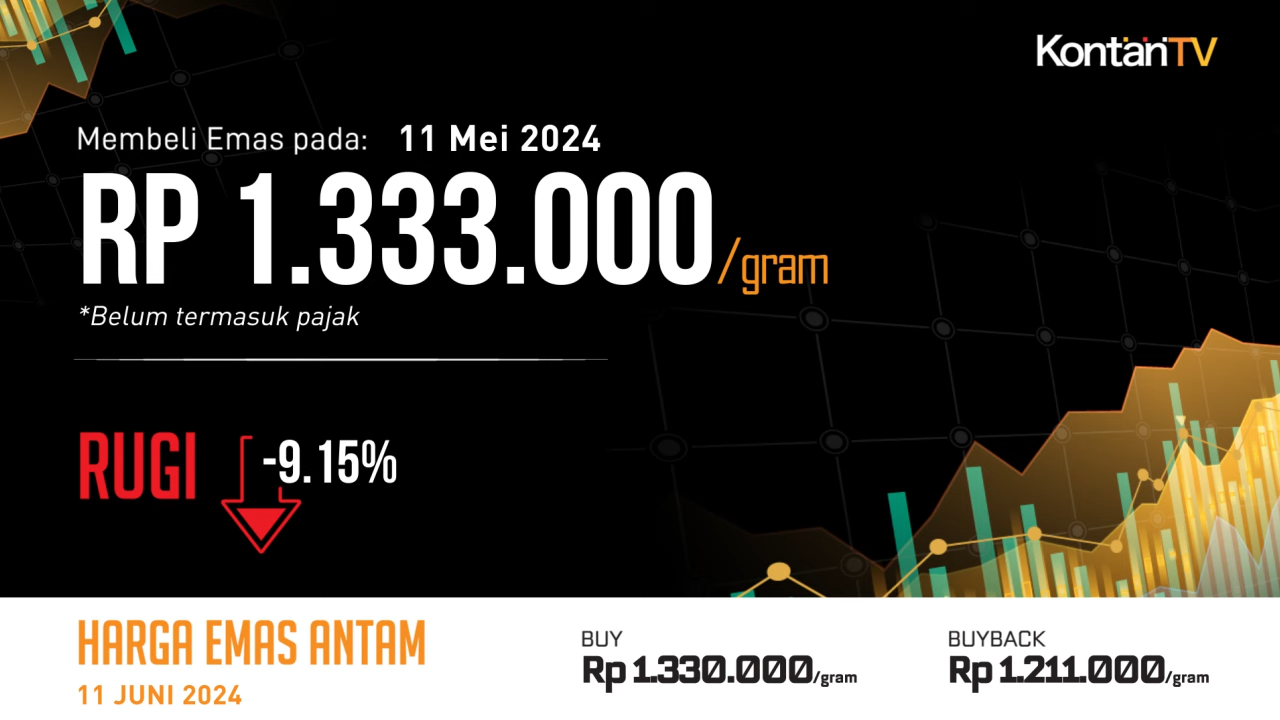 KontanTV
Membeli Emas pada: 11 Mei 2024
RP 1.333.000/gram
*Belum termasuk pajak
RUGI -9.15%
HARGA EMAS ANTAM
11 JUNI 2024
BUY
Rp 1.330.000/gram
BUYBACK
Rp 1.211.000/gram